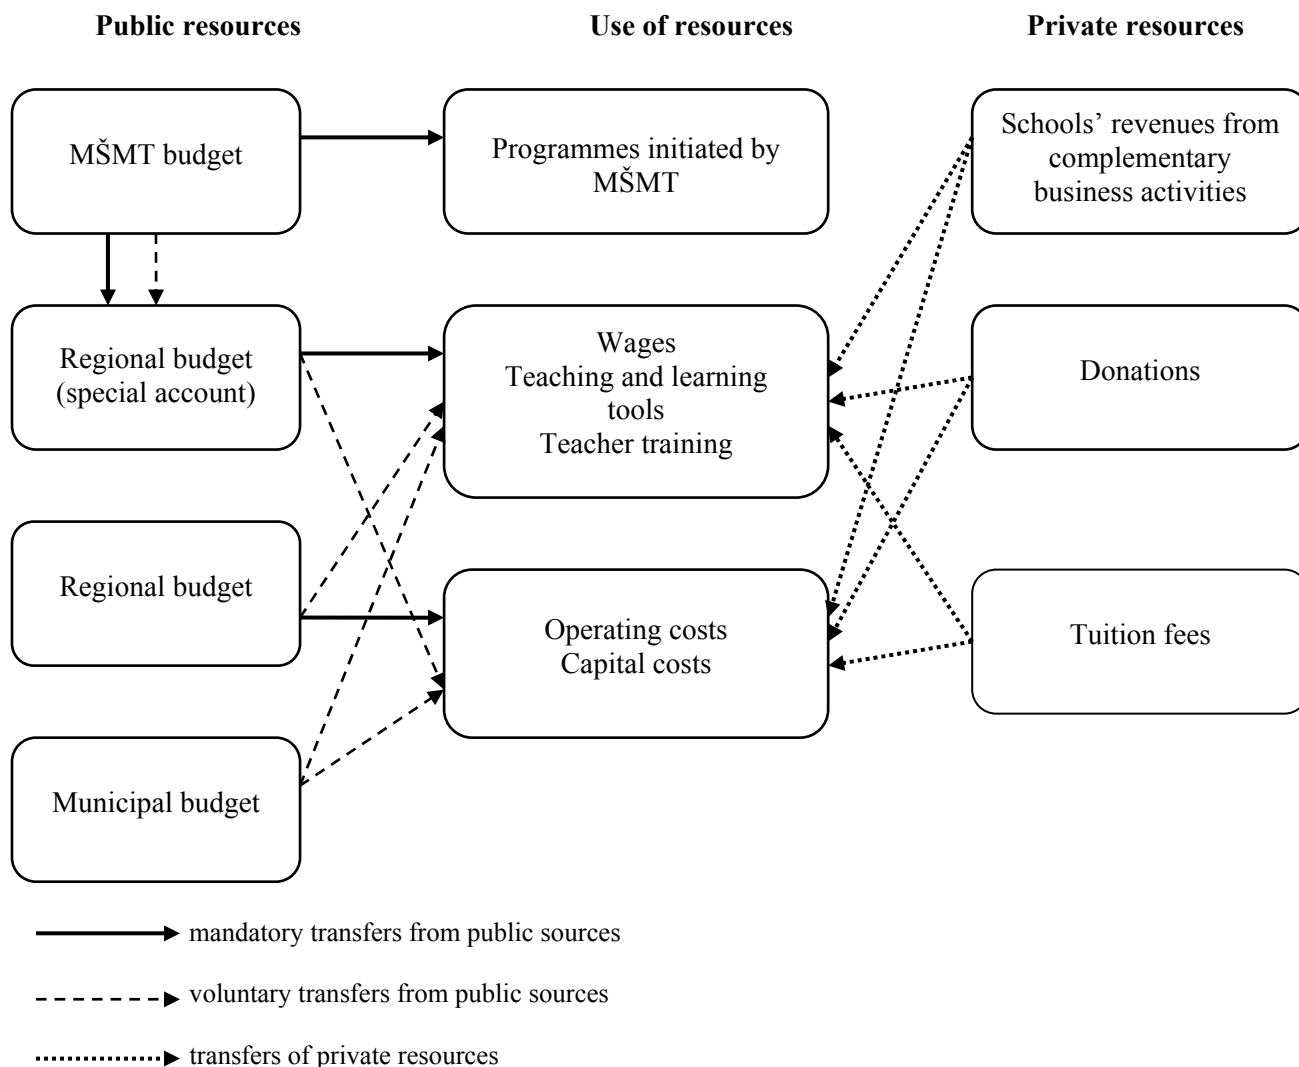 Public resources
Use of resources
Private resources
MŠMT budget
Programmes initiated by
MŠMT
Schools’ revenues from
complementary
business activities
Regional budget
(special account)
Wages
Teaching and learning
tools
Teacher training
Donations
Regional budget
Operating costs
Capital costs
Tuition fees
Municipal budget
mandatory transfers from public sources
voluntary transfers from public sources
transfers of private resources